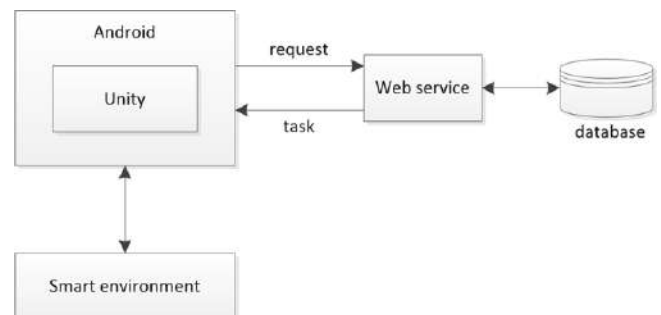 Android
Unity
request
task
Web service
database
Smart environment